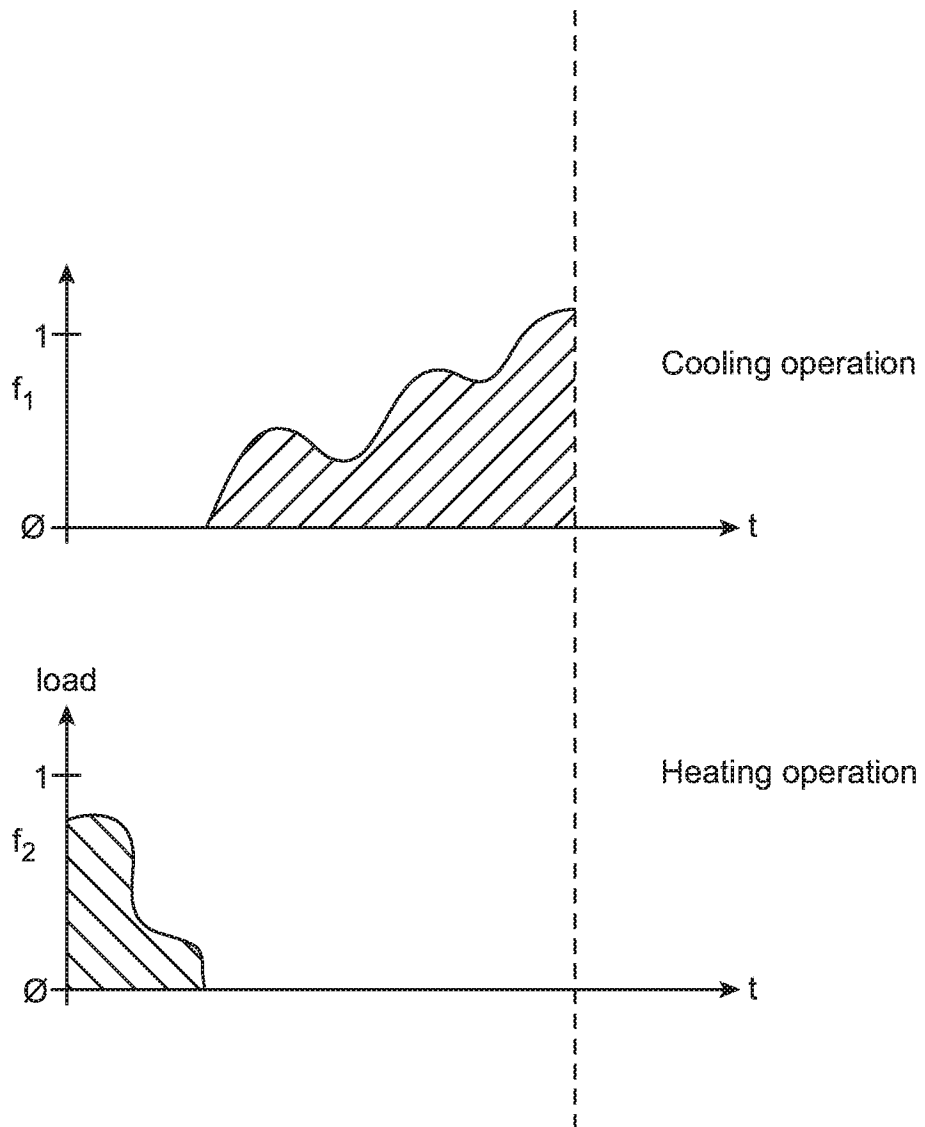 1
f₁
Ø
t
Cooling operation
load
1
f₂
Ø
t
Heating operation